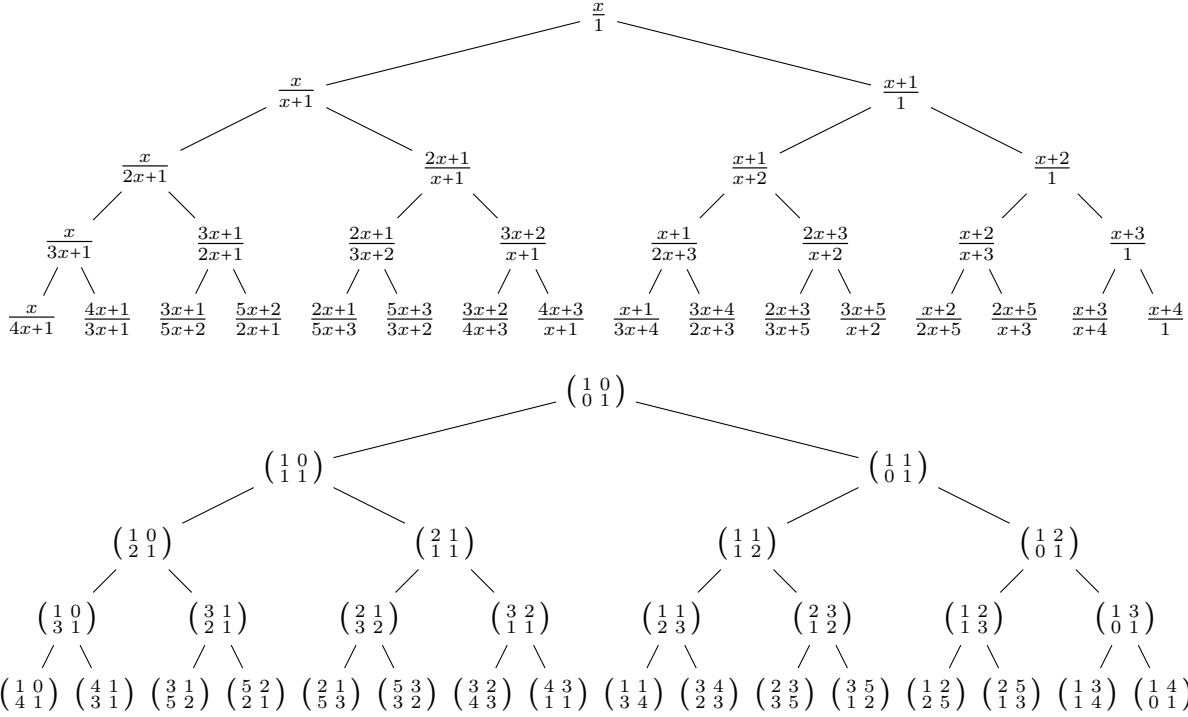 x/1
x/x+1 x+1/1
x/2x+1 2x+1/x+1 x+1/x+2 x+2/1
x/3x+1 3x+1/2x+1 2x+1/3x+2 3x+2/x+1 x+1/2x+3 2x+3/x+2 x+2/x+3 x+3/1
x/4x+1 4x+1/3x+1 3x+1/5x+2 5x+2/2x+1 2x+1/5x+3 5x+3/3x+2 3x+2/4x+3 4x+3/x+1 x+1/3x+4 3x+4/2x+3 2x+3/3x+5 3x+5/x+2 x+2/2x+5 2x+5/x+3 x+3/x+4 x+4/1
(1 0
0 1)
(1 0 (1 1
1 1) 0 1)
(1 0 (2 1 (1 1 (1 2
2 1) 1 1) 1 2) 0 1)
(1 0 (3 1 (2 1 (3 2 (1 1 (2 3 (1 2 (1 3
3 1) 2 1) 3 2) 1 1) 2 3) 1 2) 1 3) 0 1)
(1 0 (4 1 (3 1 (5 2 (2 1 (5 3 (3 2 (4 3 (1 1 (3 4 (2 3 (3 5 (1 2 (2 5 (1 3 (1 4
4 1) 3 1) 5 2) 2 1) 5 3) 3 2) 4 3) 1 1) 3 4) 2 3) 3 5) 1 2) 2 5) 1 3) 1 4) 0 1)